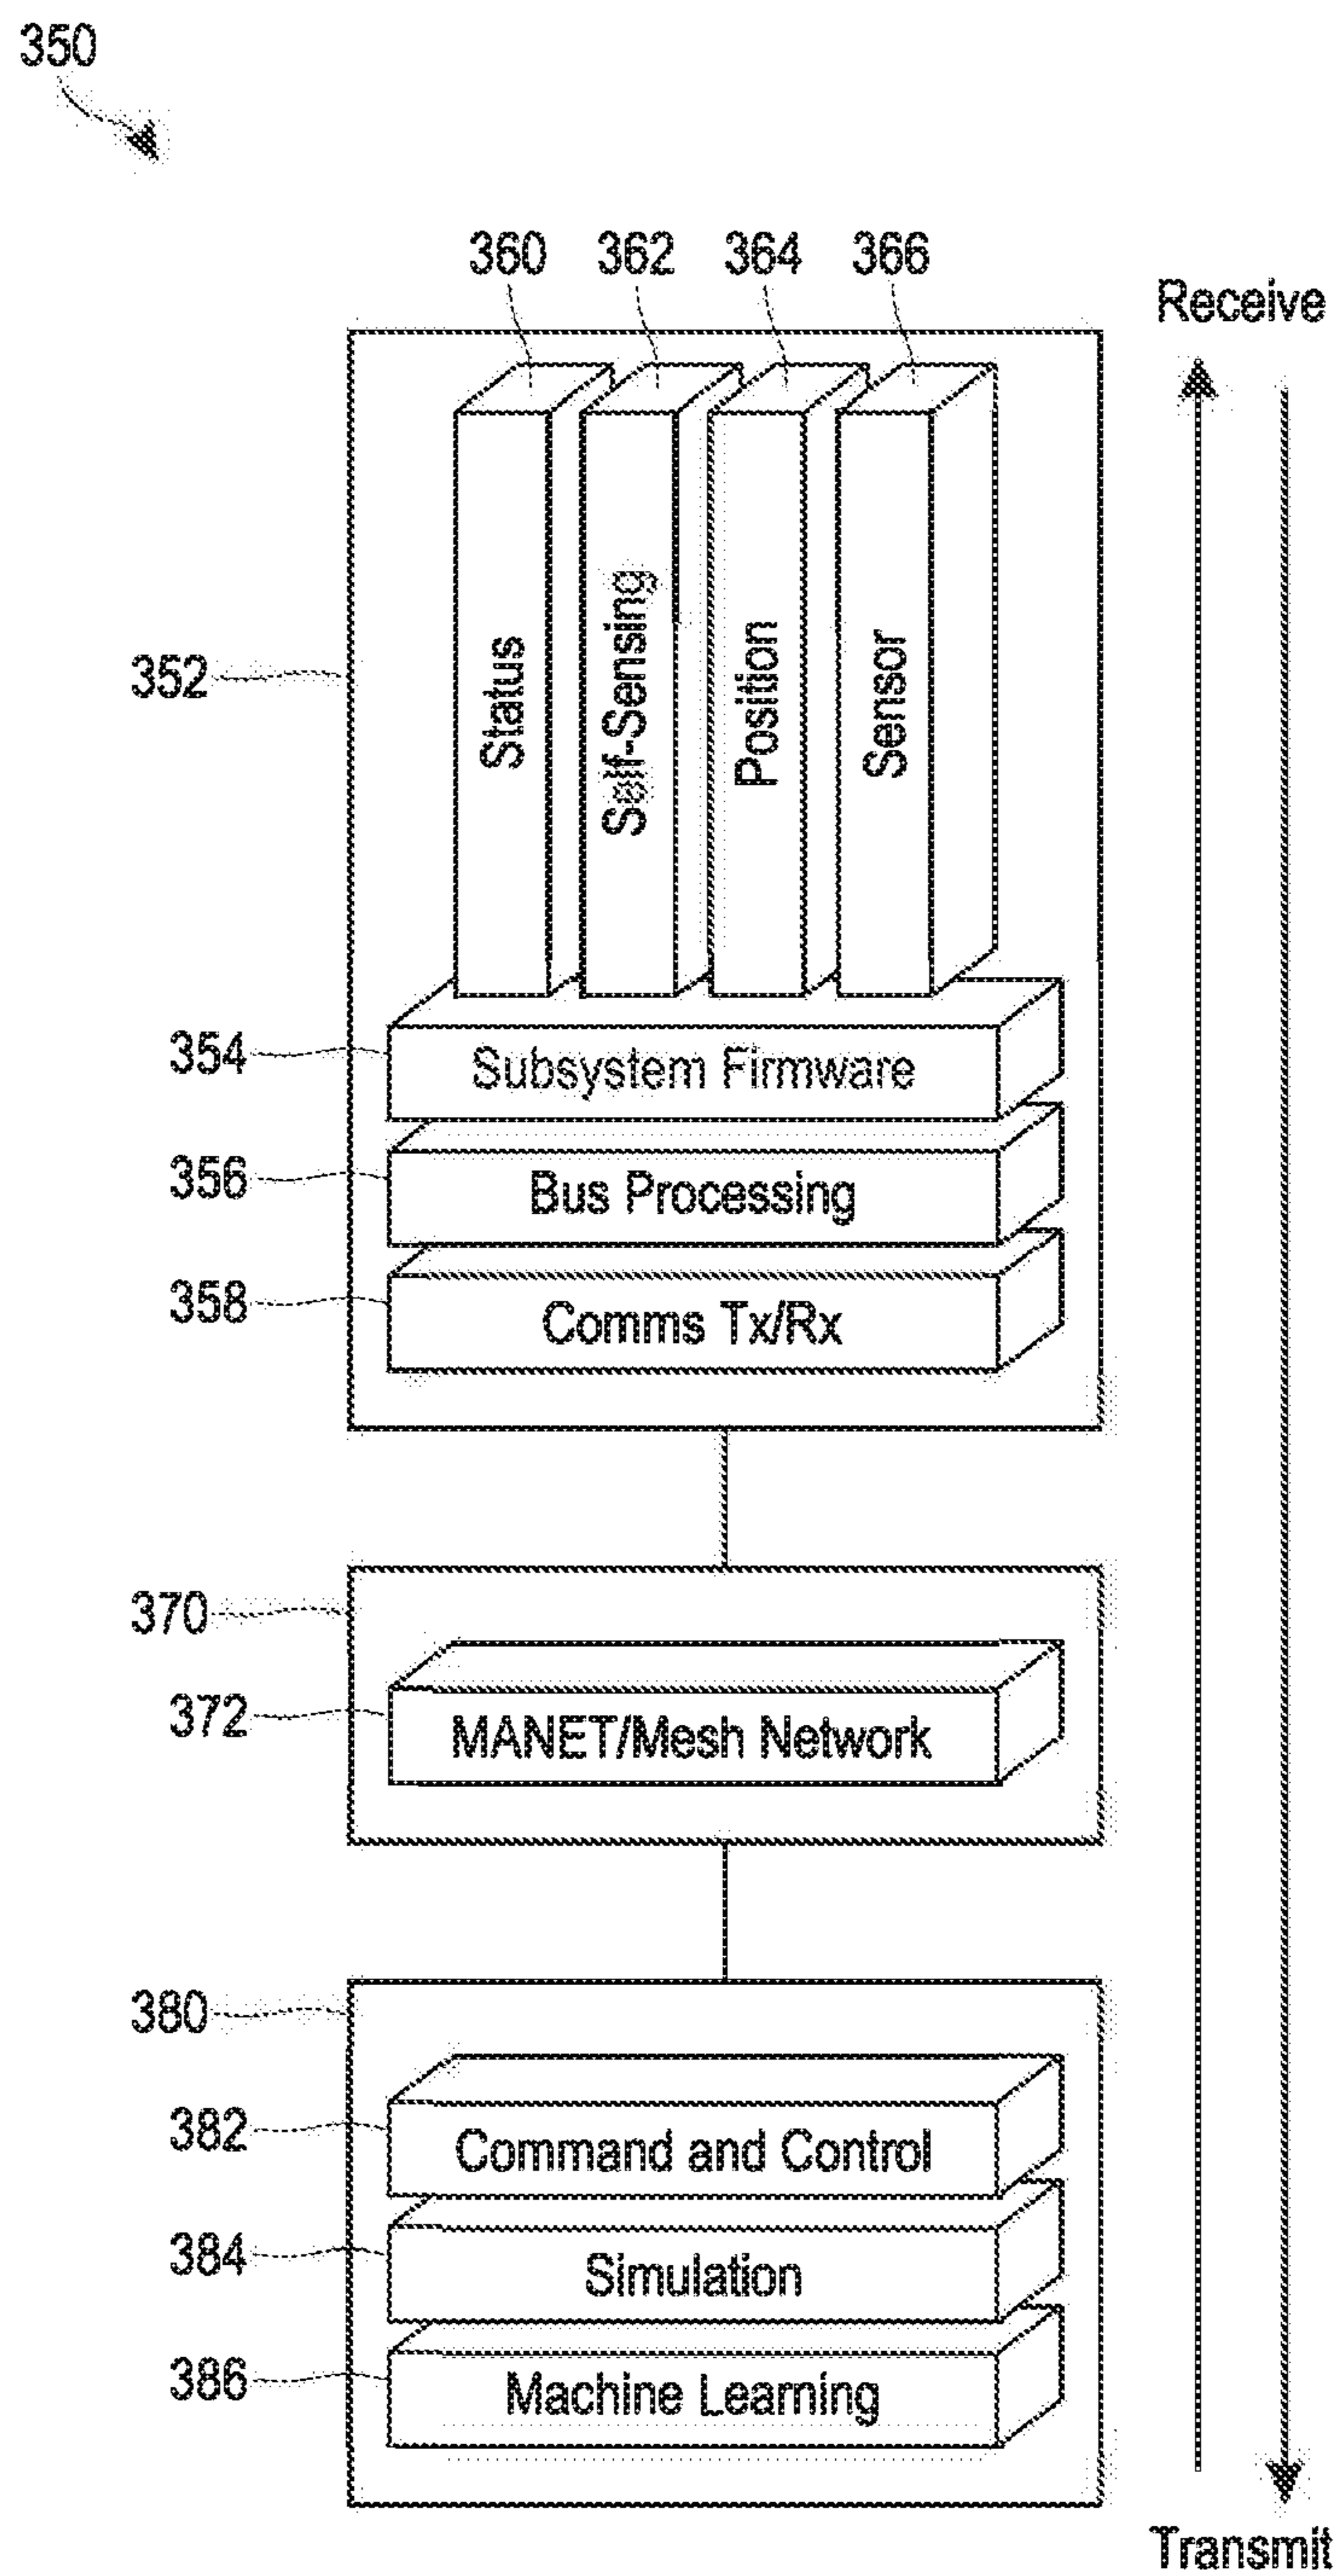 350
360 362 364 366
Receive
352
Status
Self-Sensing
Position
Sensor
354
Subsystem Firmware
356
Bus Processing
358
Comms Tx/Rx
370
372
MANET/Mesh Network
380
382
Command and Control
384
Simulation
386
Machine Learning
Transmit